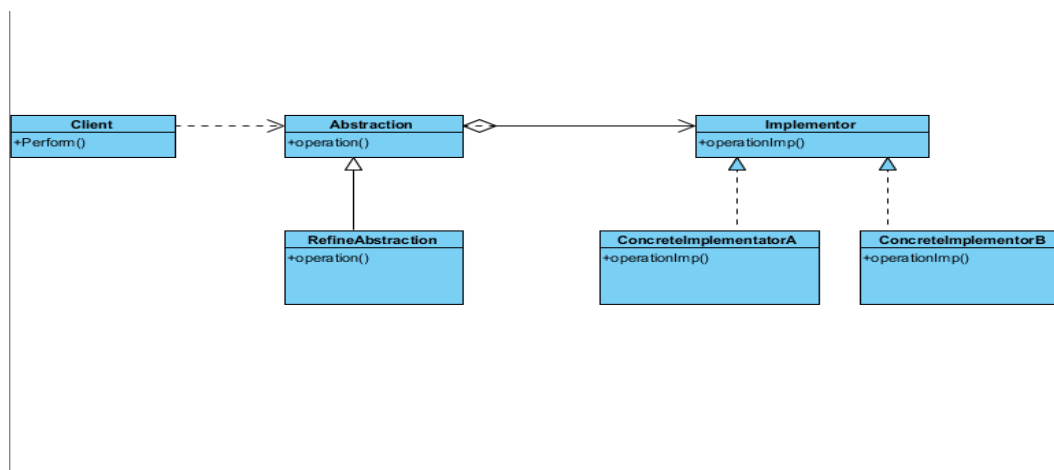 Client
+Perform()
Abstraction
+operation()
Implementor
+operationImp()
RefineAbstraction
+operation()
ConcreteImplementatorA
+operationImp()
ConcreteImplementorB
+operationImp()